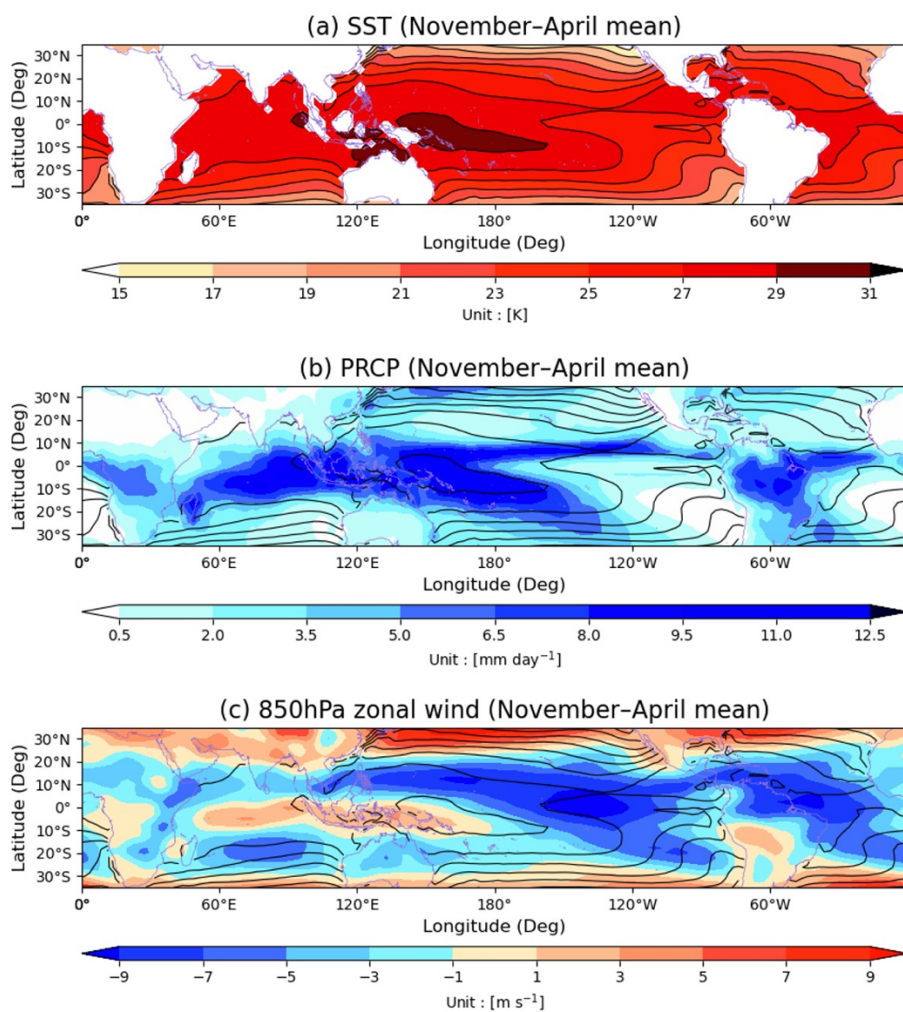 (a) SST (November–April mean)
30°N
20°N
10°N
0°
10°S
20°S
30°S
Latitude (Deg)
0° 60°E 120°E 180° 120°W 60°W
Longitude (Deg)
15 17 19 21 23 25 27 29 31
Unit : [K]
(b) PRCP (November–April mean)
30°N
20°N
10°N
0°
10°S
20°S
30°S
Latitude (Deg)
0° 60°E 120°E 180° 120°W 60°W
Longitude (Deg)
0.5 2.0 3.5 5.0 6.5 8.0 9.5 11.0 12.5
Unit : [mm day⁻¹]
(c) 850hPa zonal wind (November–April mean)
30°N
20°N
10°N
0°
10°S
20°S
30°S
Latitude (Deg)
0° 60°E 120°E 180° 120°W 60°W
Longitude (Deg)
−9 −7 −5 −3 −1 1 3 5 7 9
Unit : [m s⁻¹]